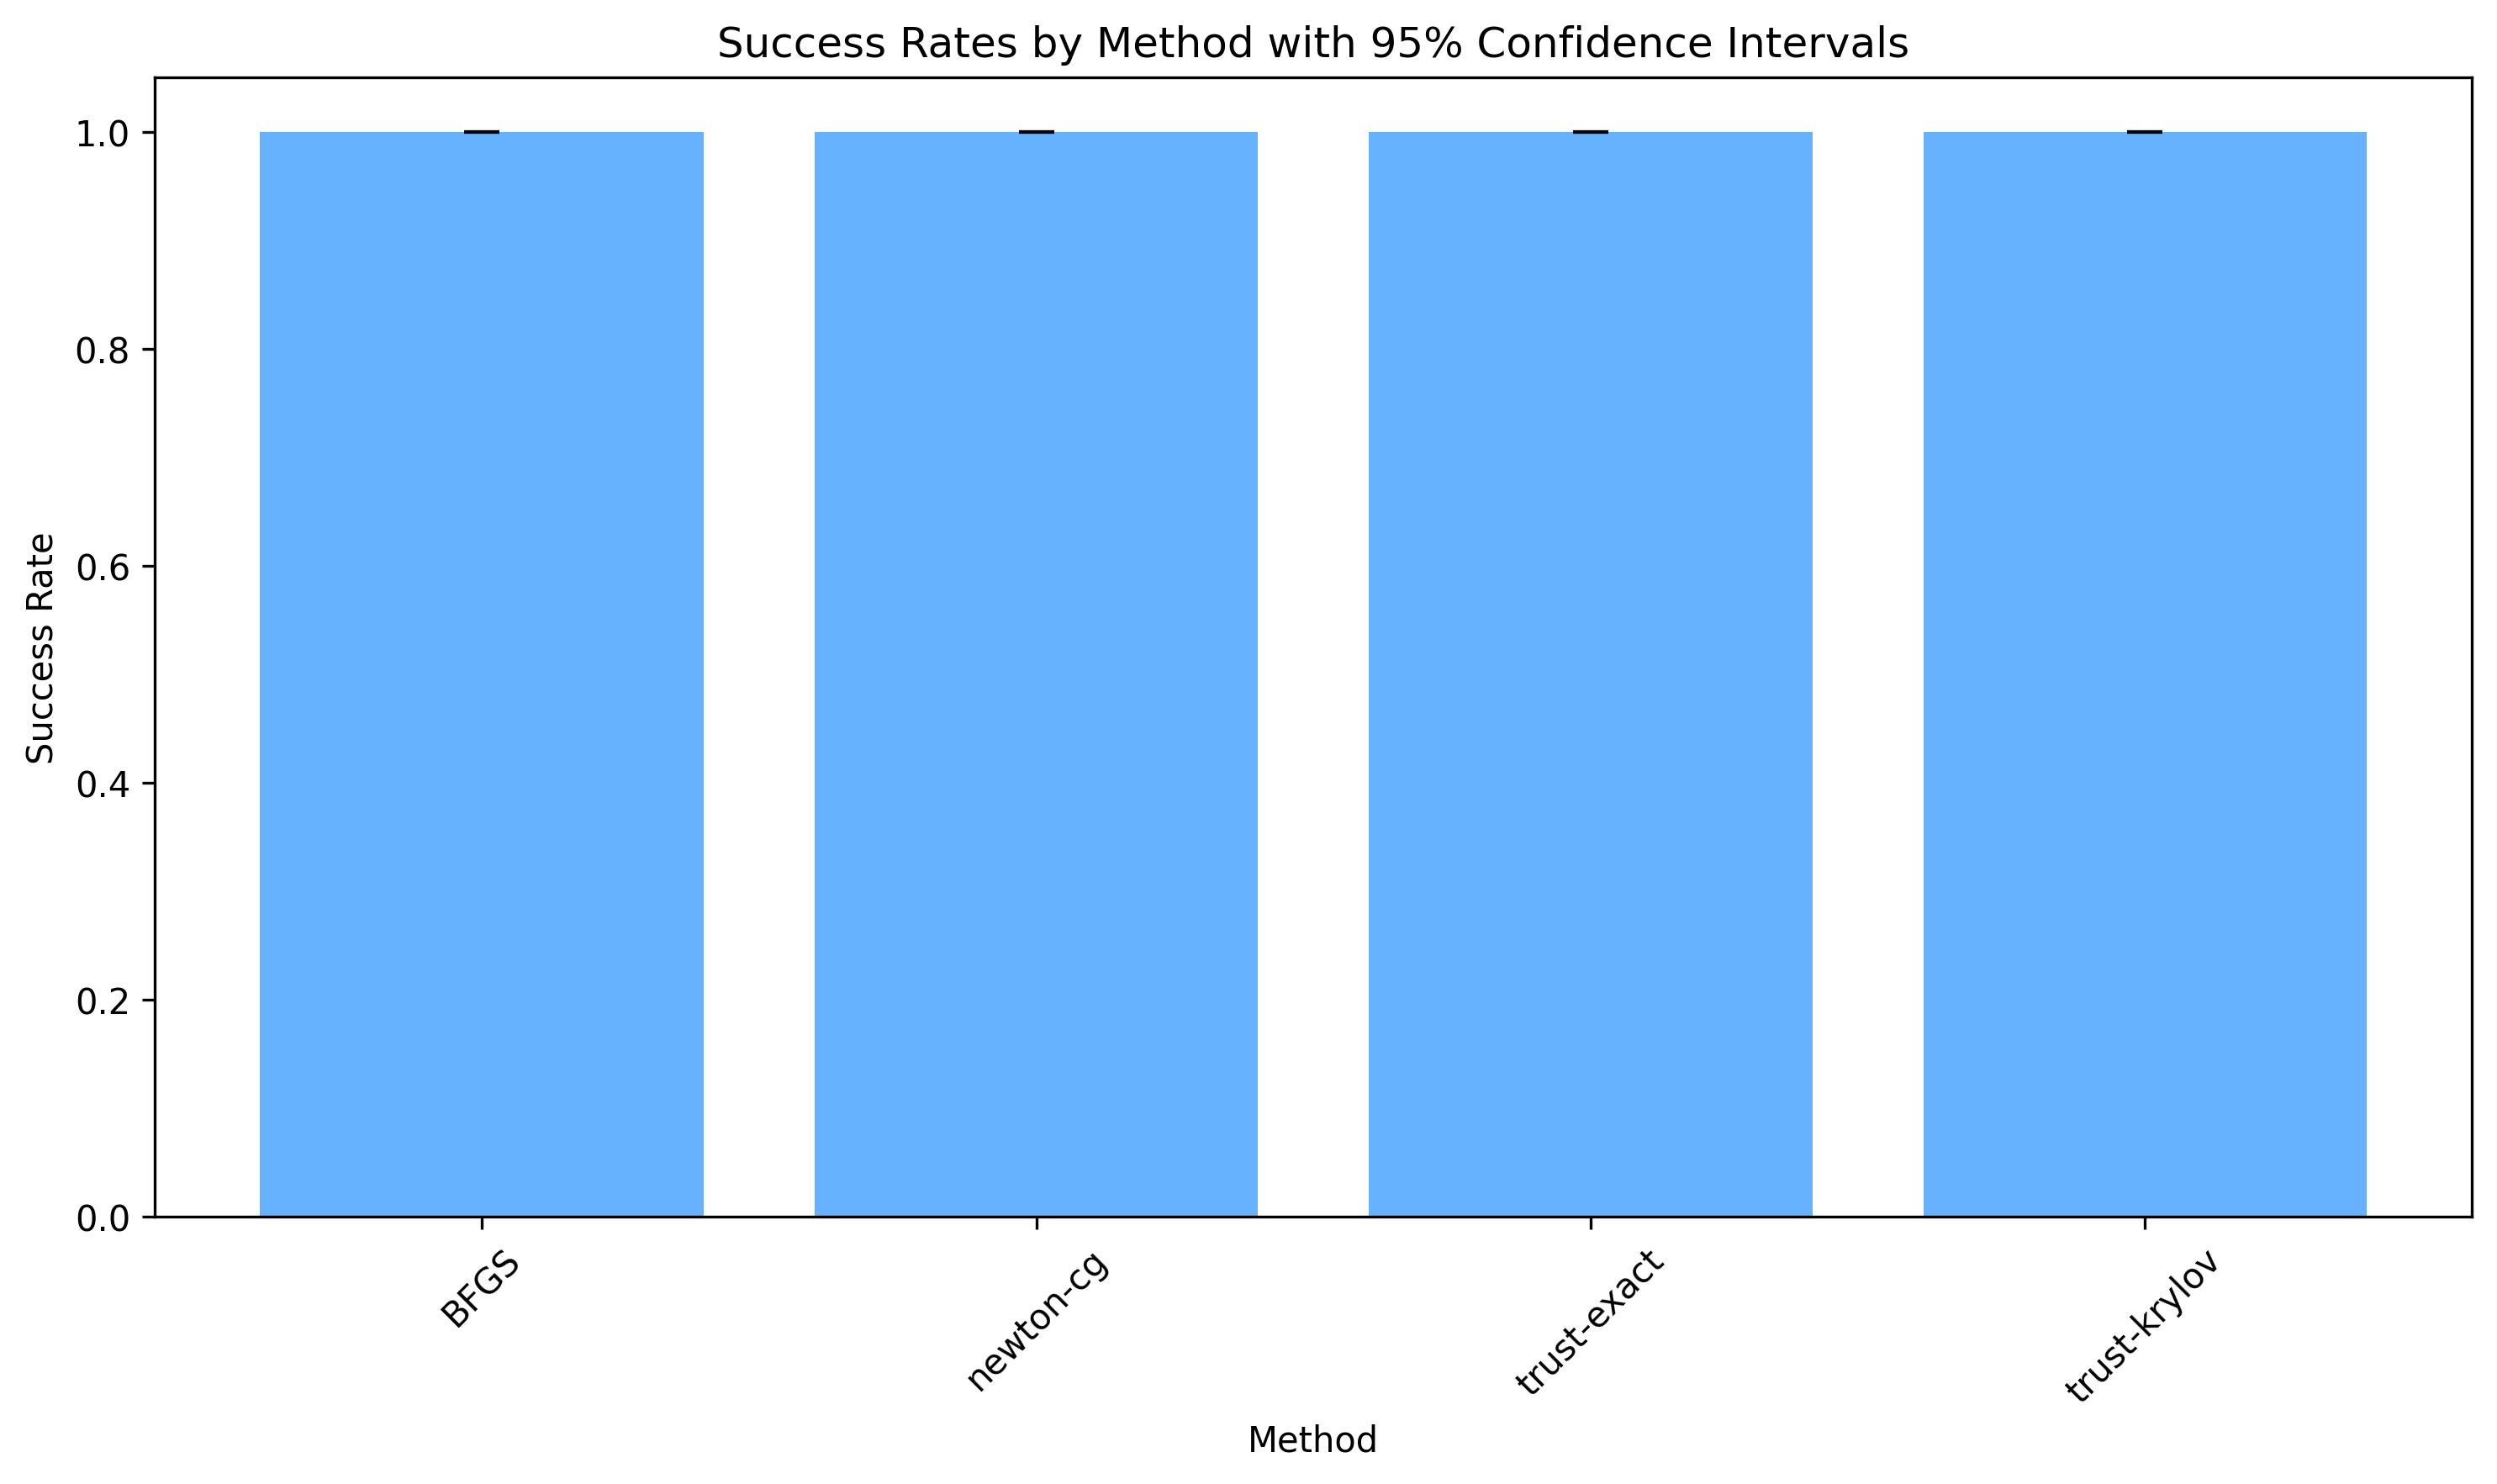 Success Rates by Method with 95% Confidence Intervals
1.0
0.8
0.6
0.4
0.2
0.0
Success Rate
BFGS
newton-cg
trust-exact
trust-krylov
Method